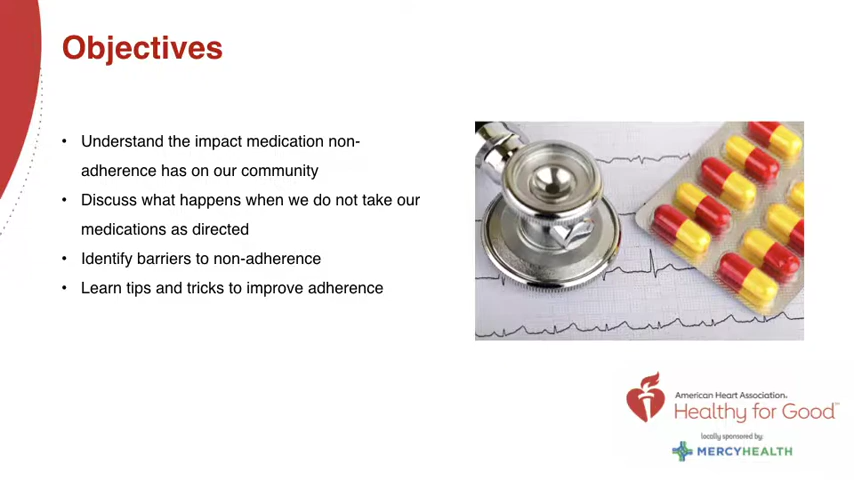 Objectives
• Understand the impact medication non-
adherence has on our community
• Discuss what happens when we do not take our
medications as directed
• Identify barriers to non-adherence
• Learn tips and tricks to improve adherence
American Heart Association®
Healthy for Good™
locally sponsored by:
MERCYHEALTH